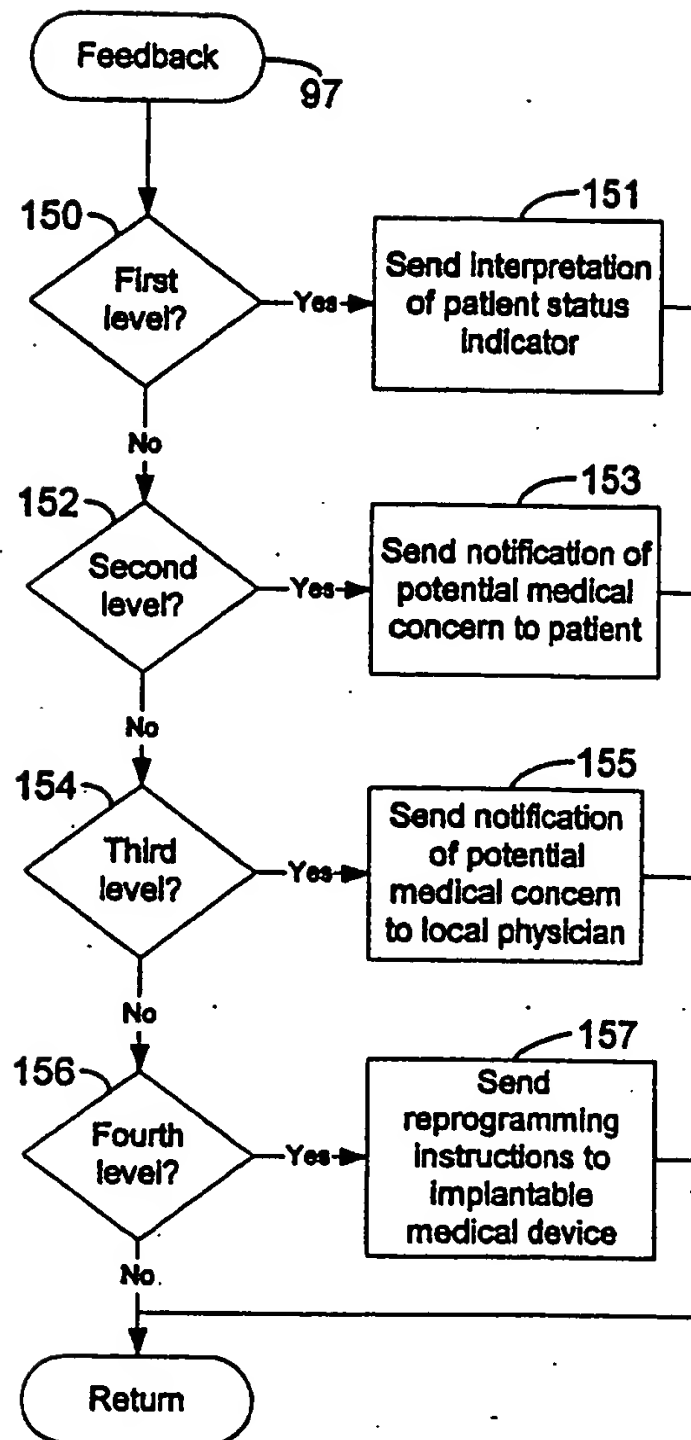 Feedback
97
150
First
level?
Yes
151
Send interpretation
of patient status
indicator
No
152
Second
level?
Yes
153
Send notification of
potential medical
concern to patient
No
154
Third
level?
Yes
155
Send notification
of potential
medical concern
to local physician
No
156
Fourth
level?
Yes
157
Send
reprogramming
instructions to
implantable
medical device
No
Return